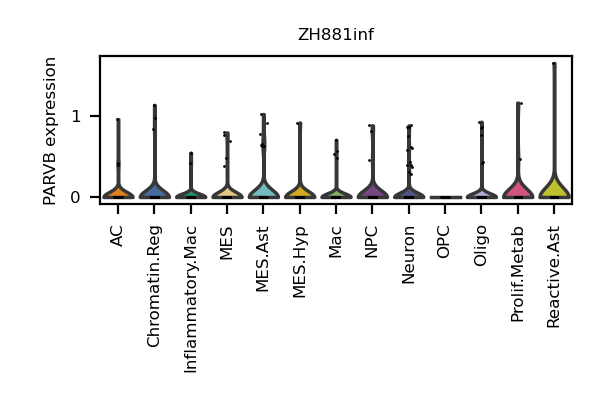 ZH881inf
PARVB expression
1
0
AC
Chromatin.Reg
Inflammatory.Mac
MES
MES.Ast
MES.Hyp
Mac
NPC
Neuron
OPC
Oligo
Prolif.Metab
Reactive.Ast